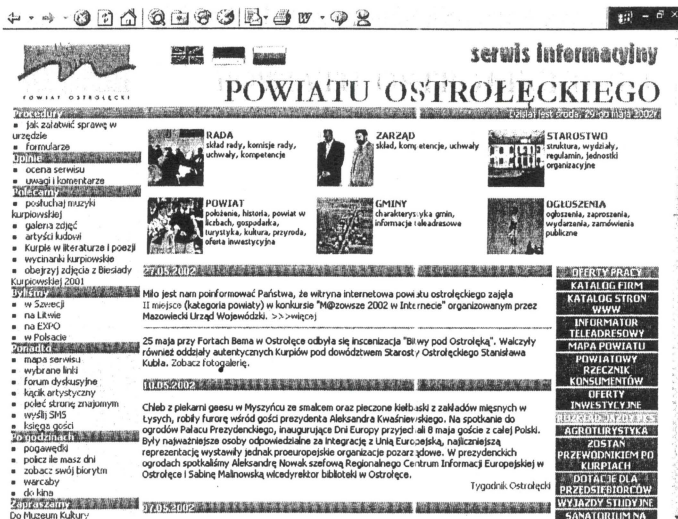 POWIAT OSTROŁĘCKI
serwis informacyjny
POWIATU OSTROŁĘCKIEGO
Dzisiaj jest środa, 29-go maja 2002r.
Procedury
jak załatwić sprawę w
urzędzie
formularze
Opinie
ocena serwisu
uwagi i komentarze
Polecamy
posłuchaj muzyki
kurpiowskiej
galeria zdjęć
artyści ludowi
Kurpie w literaturze i poezji
wycinanki kurpiowskie
obejrzyj zdjęcia z Biesiady
Kurpiowskiej 2001
Byliśmy
w Szwecji
na Litwie
na EXPO
w Polsacie
Ponadto
mapa serwisu
wybrane linki
forum dyskusyjne
kącik artystyczny
poleć stronę znajomym
wyślij SMS
księga gości
Po godzinach
pogawędki
policz ile masz dni
zobacz swój biorytm
warcaby
do kina
Zapraszamy
Do Muzeum Kultury
RADA
skład rady, komisje rady,
uchwały, kompetencje
ZARZĄD
skład, kompetencje, uchwały
STAROSTWO
struktura, wydziały,
regulamin, jednostki
organizacyjne
POWIAT
położenie, historia, powiat w
liczbach, gospodarka,
turystyka, kultura, przyroda,
oferta inwestycyjna
GMINY
charakterystyka gmin,
informacje teleadresowe
OGŁOSZENIA
ogłoszenia, zaproszenia,
wydarzenia, zamówienia
publiczne
27.05.2002
Miło jest nam poinformować Państwa, że witryna internetowa powiatu ostrołęckiego zajęła
II miejsce (kategoria powiaty) w konkursie "M@zowsze 2002 w Internecie" organizowanym przez
Mazowiecki Urząd Wojewódzki. >>>więcej
25 maja przy Fortach Bema w Ostrołęce odbyła się inscenizacja "Bitwy pod Ostrołęką". Walczyły
również oddziały autentycznych Kurpiów pod dowództwem Starosty Ostrołęckiego Stanisława
Kubła. Zobacz fotogalerię.
10.05.2002
Chleb z piekarni geesu w Myszyńcu ze smalcem oraz pieczone kiełbaski z zakładów mięsnych w
Łysych, robiły furorę wśród gości prezydenta Aleksandra Kwaśniewskiego. Na spotkanie do
ogrodów Pałacu Prezydenckiego, inaugurujące Dni Europy przyjechali 8 maja goście z całej Polski.
Były najważniejsze osoby odpowiedzialne za integrację z Unią Europejską, najliczniejszą
reprezentację wystawiły jednak proeuropejskie organizacje pozarządowe. W prezydenckich
ogrodach spotkaliśmy Aleksandrę Nowak szefową Regionalnego Centrum Informacji Europejskiej w
Ostrołęce i Sabinę Malinowską wicedyrektor biblioteki w Ostrołęce.
Tygodnik Ostrołęcki
07.05.2002
OFERTY PRACY
KATALOG FIRM
KATALOG STRON
WWW
INFORMATOR
TELEADRESOWY
MAPA POWIATU
POWIATOWY
RZECZNIK
KONSUMENTÓW
OFERTY
INWESTYCYJNE
ROZKŁAD JAZDY PKS
AGROTURYSTYKA
ZOSTAŃ
PRZEWODNIKIEM PO
KURPIACH
DOTACJE DLA
PRZEDSIĘBIORCÓW
WYJAZDY STUDYJNE
SANATORIUM NA